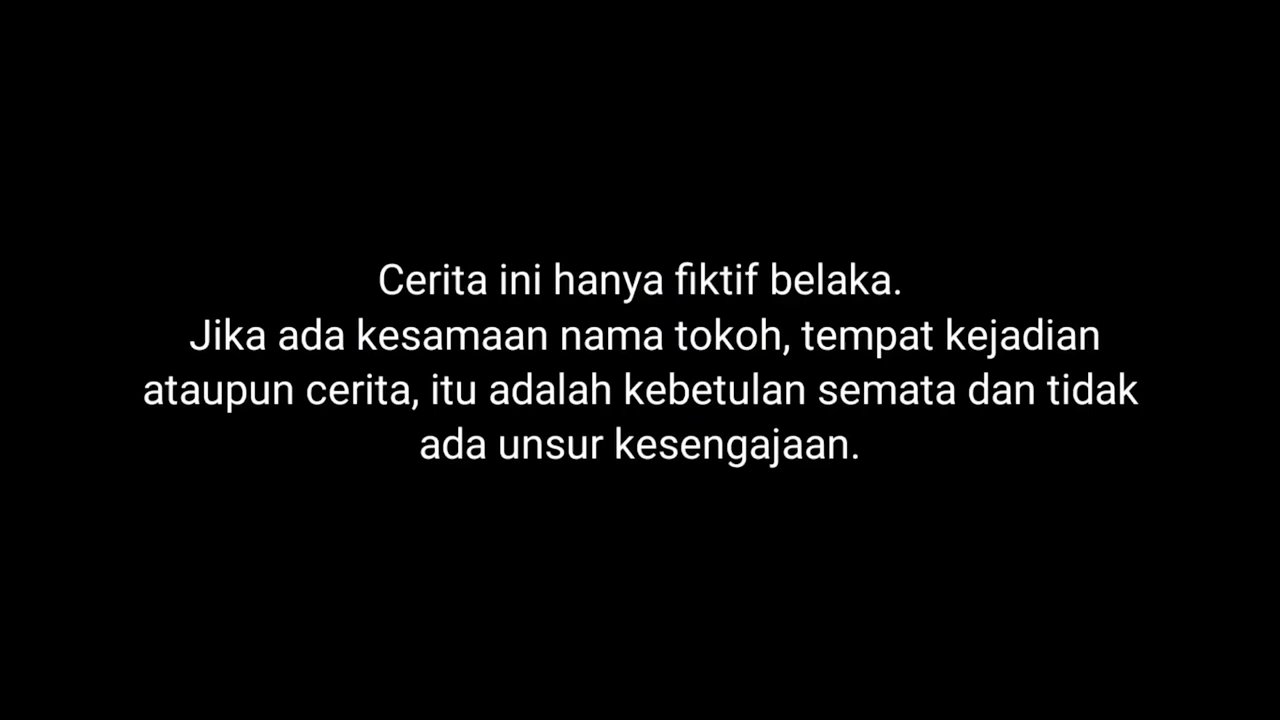 Cerita ini hanya fiktif belaka.
Jika ada kesamaan nama tokoh, tempat kejadian
ataupun cerita, itu adalah kebetulan semata dan tidak
ada unsur kesengajaan.